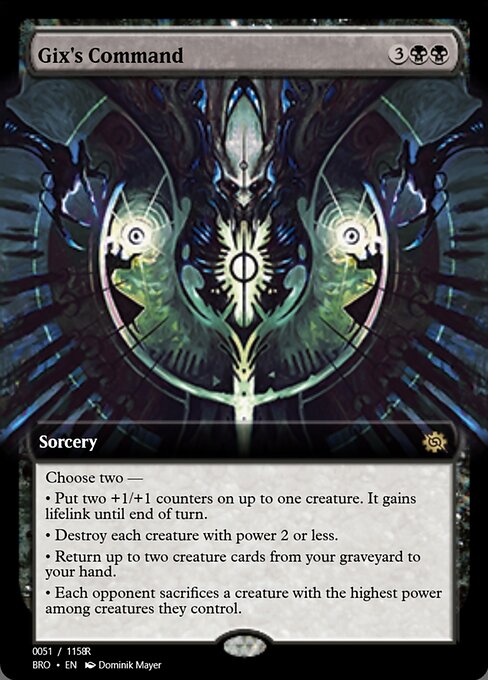 Gix's Command
3
Sorcery
Choose two —
• Put two +1/+1 counters on up to one creature. It gains
lifelink until end of turn.
• Destroy each creature with power 2 or less.
• Return up to two creature cards from your graveyard to
your hand.
• Each opponent sacrifices a creature with the highest power
among creatures they control.
0051 / 1158R
BRO • EN Dominik Mayer